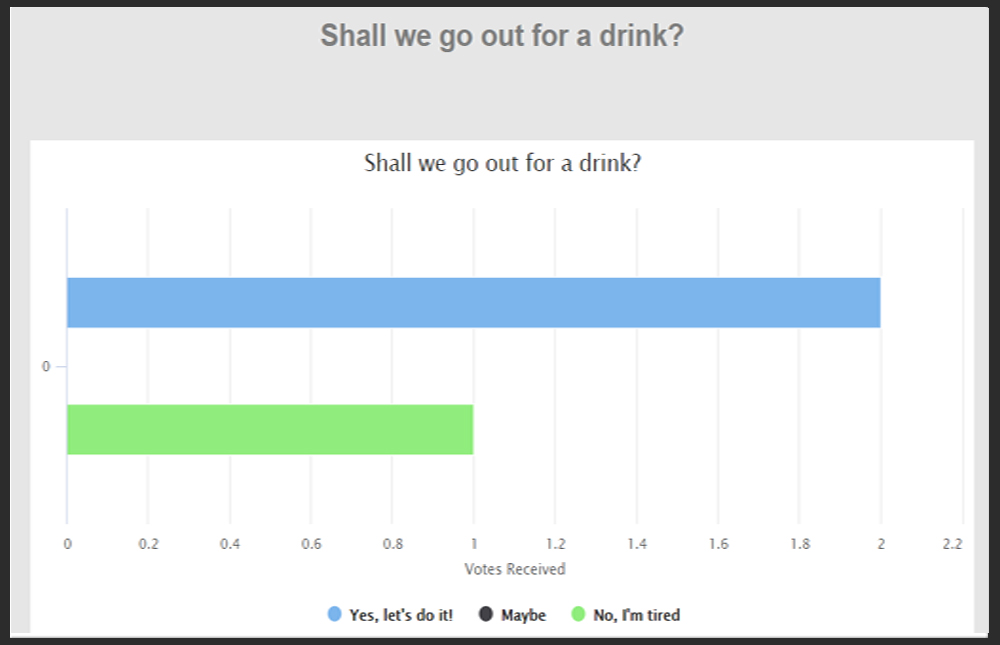 Shall we go out for a drink?
Shall we go out for a drink?
0
0 0.2 0.4 0.6 0.8 1 1.2 1.4 1.6 1.8 2 2.2
Votes Received
Yes, let's do it! Maybe No, I'm tired